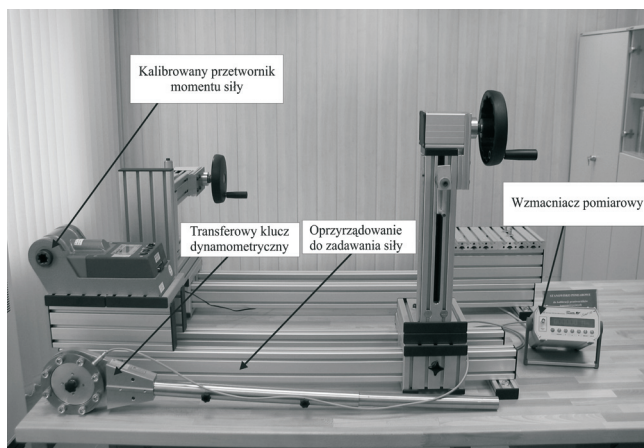 Kalibrowany przetwornik
momentu siły
Transferowy klucz
dynamometryczny
Oprzyrządowanie
do zadawania siły
Wzmacniacz pomiarowy